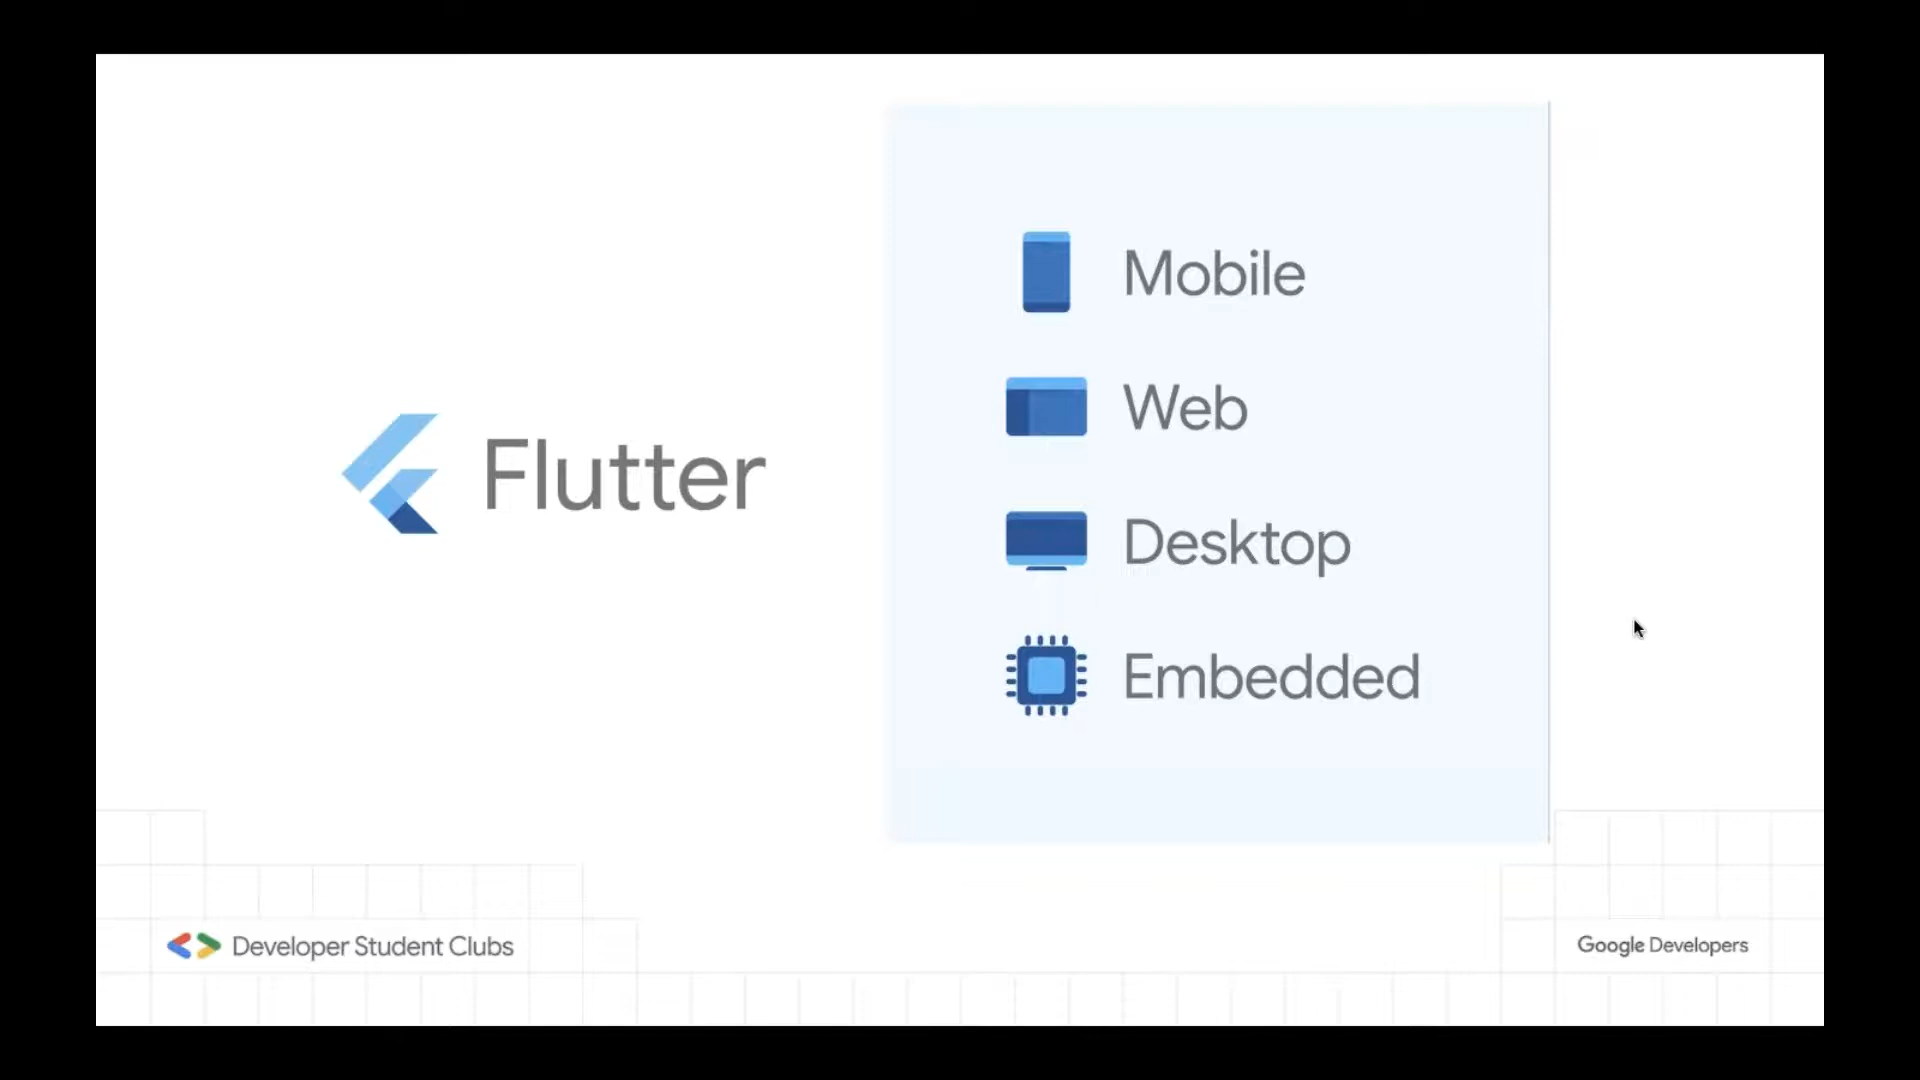 Flutter
Mobile
Web
Desktop
Embedded
Developer Student Clubs
Google Developers